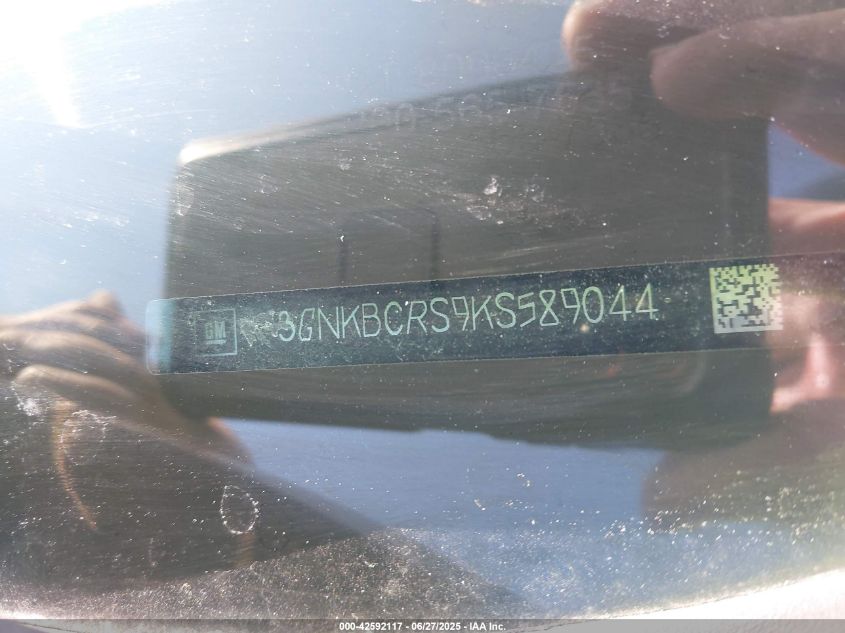 GM 3GNKBCRS9KS589044
000-42592117 - 06/27/2025 - IAA Inc.